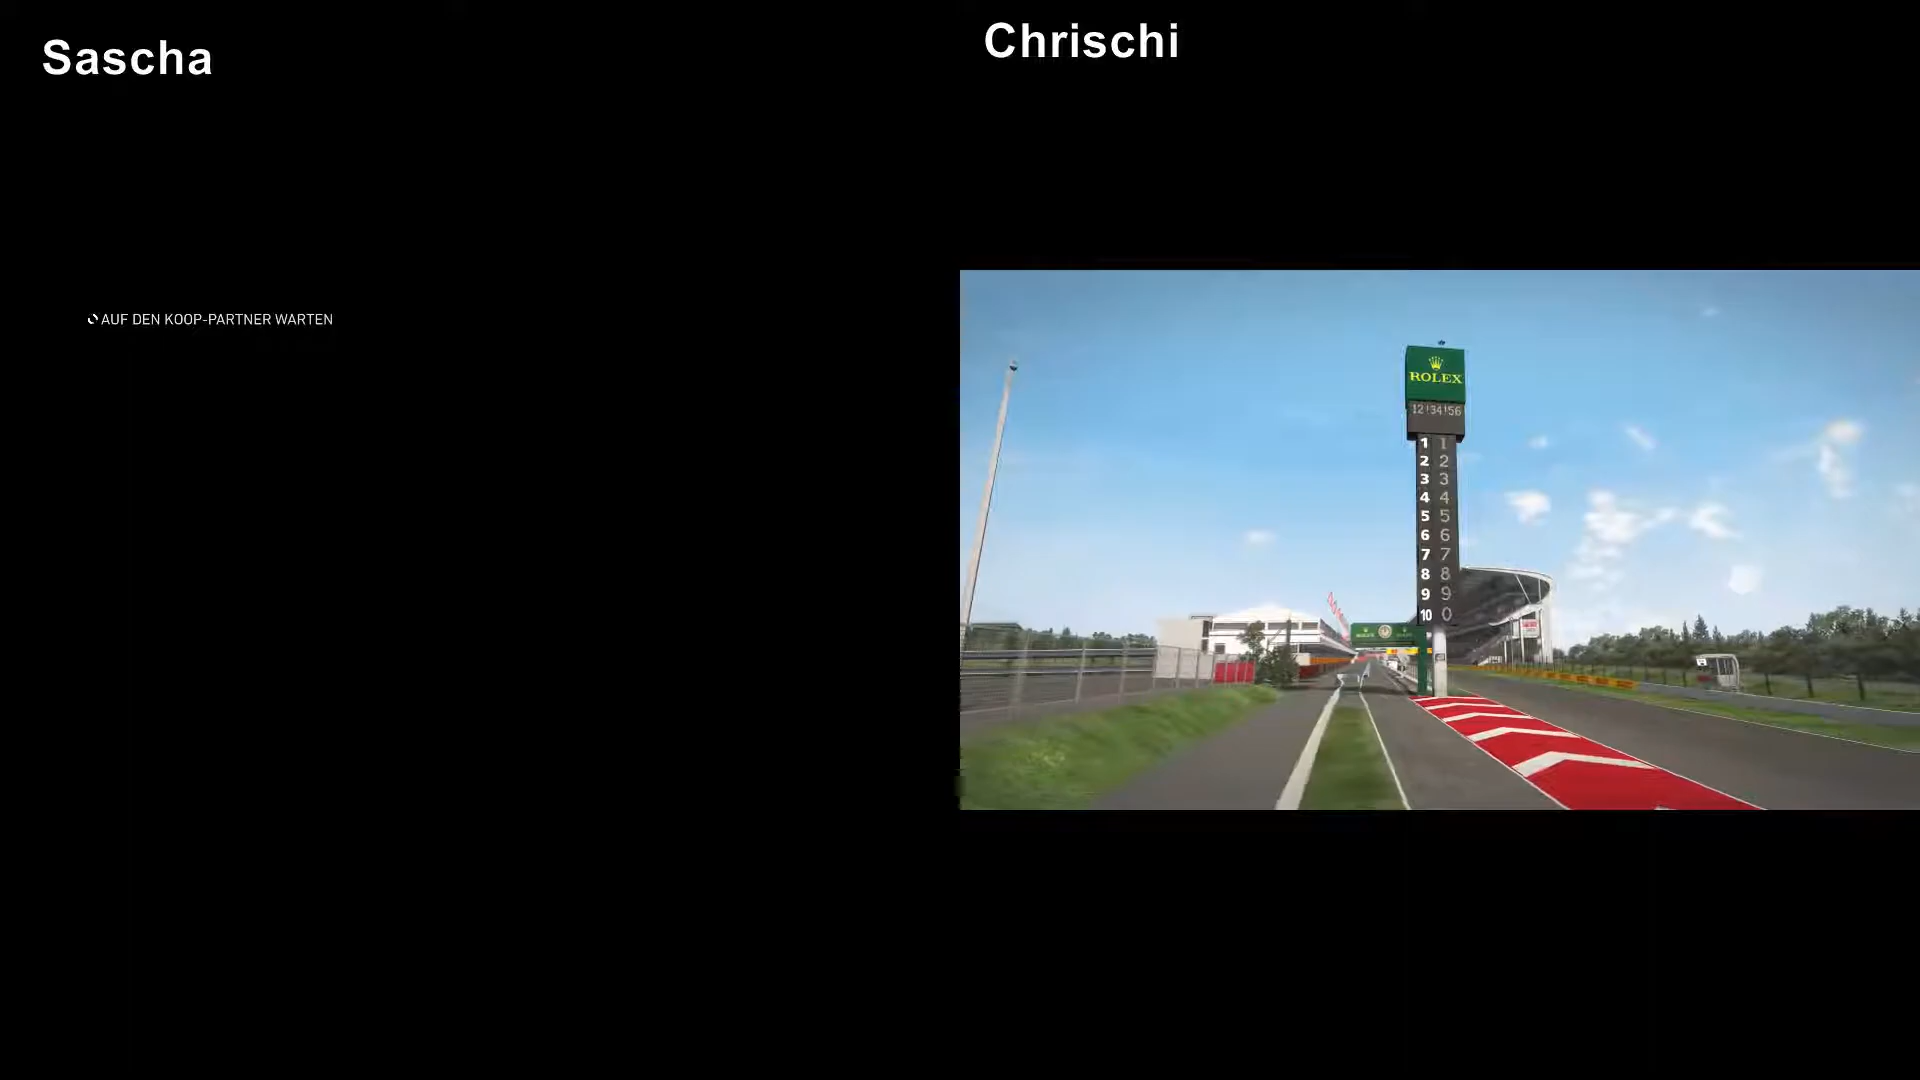 Sascha
Chrischi
AUF DEN KOOP-PARTNER WARTEN
ROLEX
12:34:56
1 1
2 2
3 3
4 4
5 5
6 6
7 7
8 8
9 9
10 0